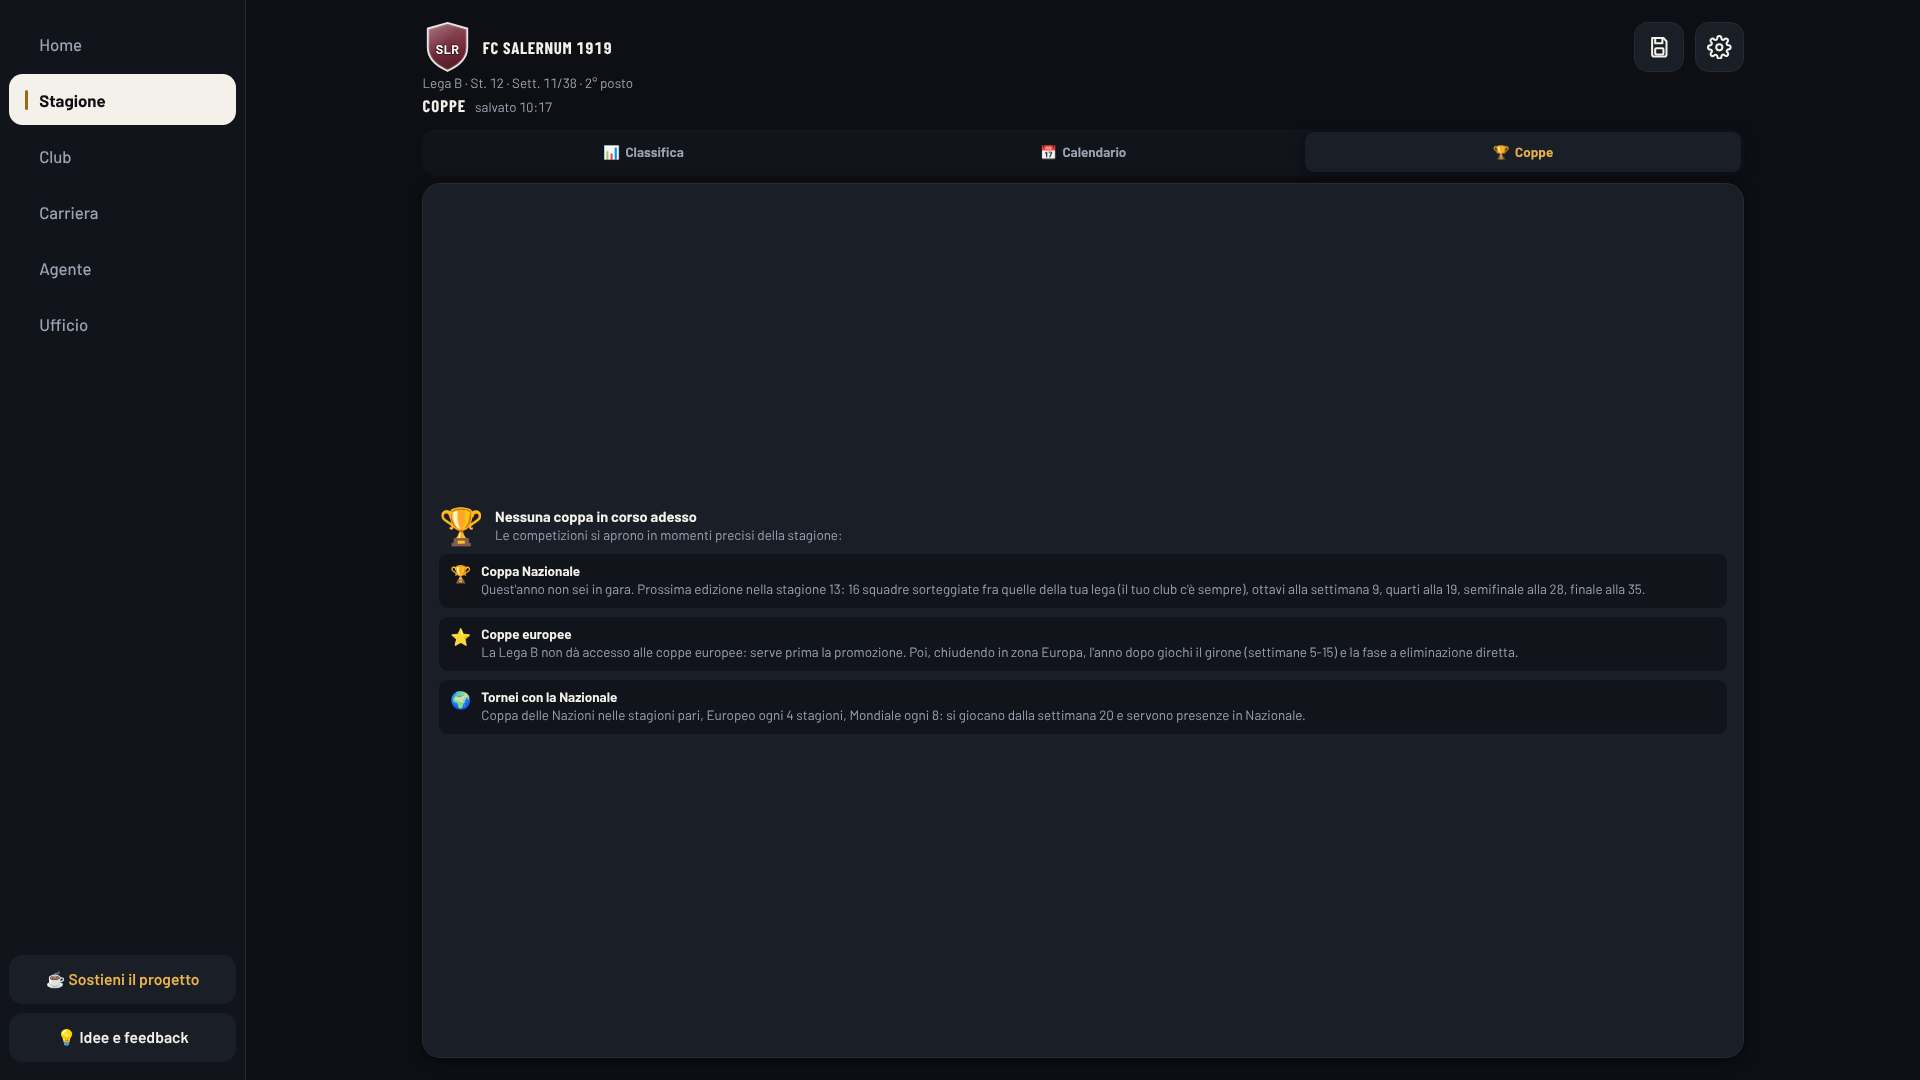 Home
Stagione
Club
Carriera
Agente
Ufficio
Sostieni il progetto
Idee e feedback
SLR
FC SALERNUM 1919
Lega B · St. 12 · Sett. 11/38 · 2° posto
COPPE salvato 10:17
Classifica
Calendario
Coppe
Nessuna coppa in corso adesso
Le competizioni si aprono in momenti precisi della stagione:
Coppa Nazionale
Quest'anno non sei in gara. Prossima edizione nella stagione 13: 16 squadre sorteggiate fra quelle della tua lega (il tuo club c'è sempre), ottavi alla settimana 9, quarti alla 19, semifinale alla 28, finale alla 35.
Coppe europee
La Lega B non dà accesso alle coppe europee: serve prima la promozione. Poi, chiudendo in zona Europa, l'anno dopo giochi il girone (settimane 5-15) e la fase a eliminazione diretta.
Tornei con la Nazionale
Coppa delle Nazioni nelle stagioni pari, Europeo ogni 4 stagioni, Mondiale ogni 8: si giocano dalla settimana 20 e servono presenze in Nazionale.